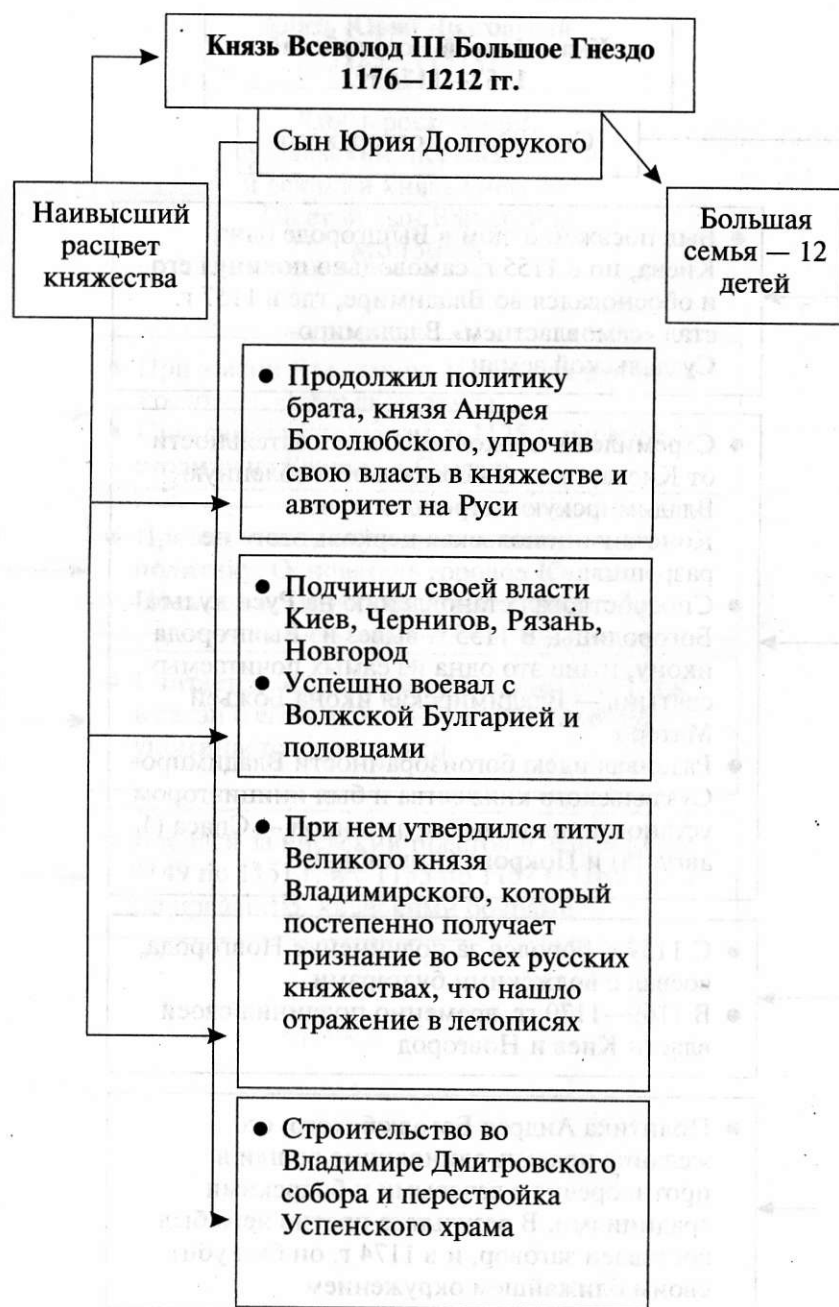 Князь Всеволод III Большое Гнездо
1176—1212 гг.
Сын Юрия Долгорукого
Наивысший
расцвет
княжества
Большая
семья — 12
детей
● Продолжил политику
брата, князя Андрея
Боголюбского, упрочив
свою власть в княжестве и
авторитет на Руси
● Подчинил своей власти
Киев, Чернигов, Рязань,
Новгород
● Успешно воевал с
Волжской Булгарией и
половцами
● При нем утвердился титул
Великого князя
Владимирского, который
постепенно получает
признание во всех русских
княжествах, что нашло
отражение в летописях
● Строительство во
Владимире Дмитровского
собора и перестройка
Успенского храма